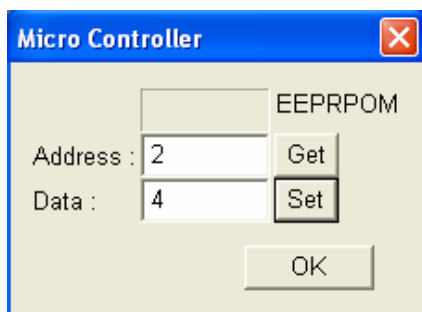 Micro Controller
EEPRPOM
Address : 2 Get
Data : 4 Set
OK